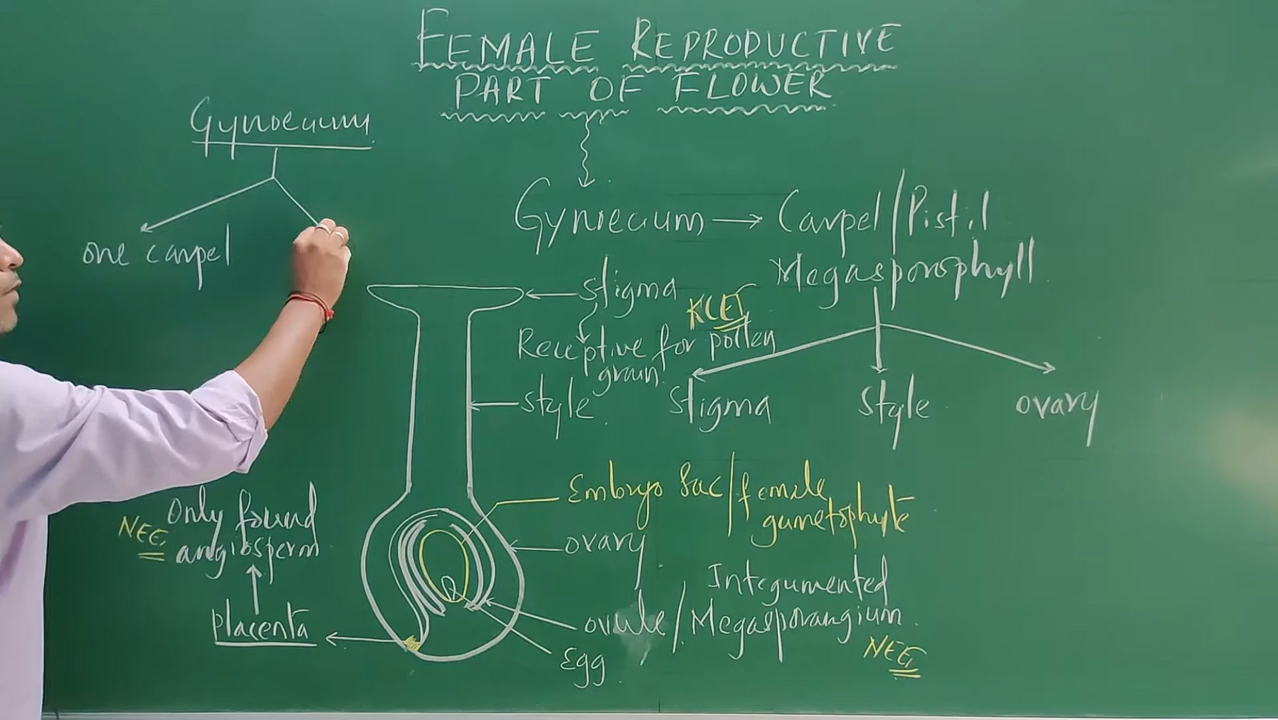 FEMALE REPRODUCTIVE
PART OF FLOWER
Gynoecium
one carpel
Gynoecium → Carpel/Pistil
Megasporophyll
stigma
KCET
Receptive for pollen
grain.
style
Stigma
Style
ovary
Embryo Sac/female
gametophyte
Only found
NEET
angiosperm
ovary
Integumented
placenta
ovule/Megasporangium
NEET
Egg